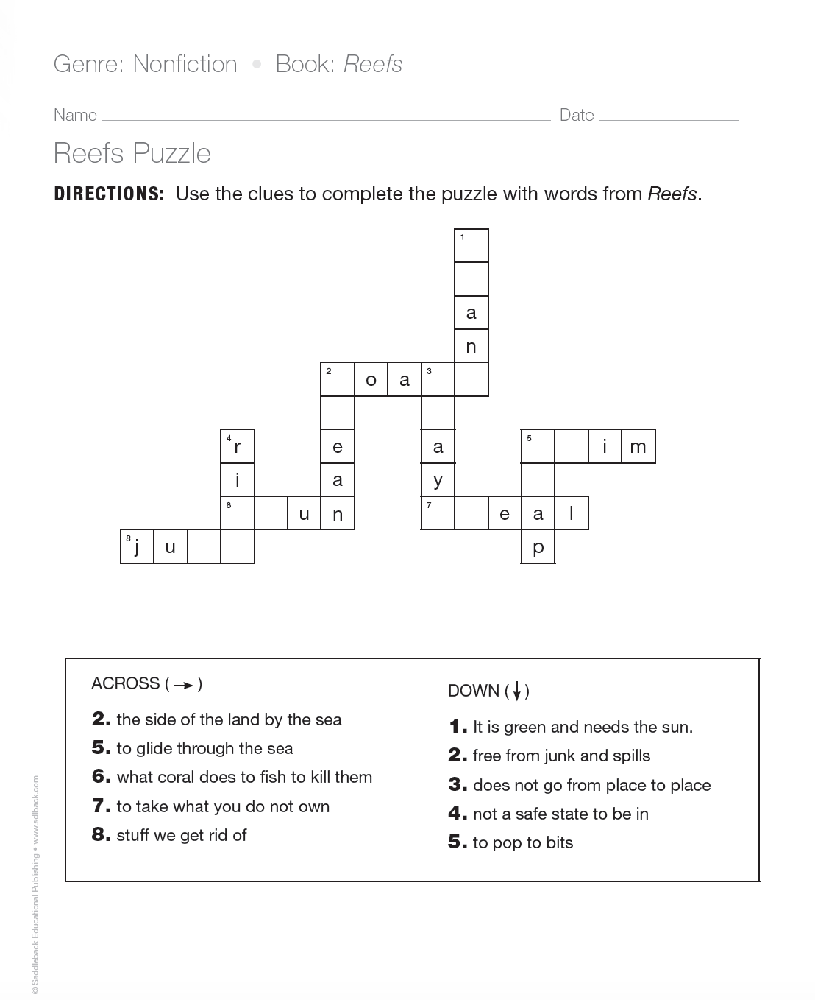 Genre: Nonfiction • Book: Reefs
Name
Date
Reefs Puzzle
DIRECTIONS: Use the clues to complete the puzzle with words from Reefs.
1
a
n
2 o a 3
4 r e a 5 i m
i a y
6 u n 7 e a l
8 j u p
ACROSS (→)
2. the side of the land by the sea
5. to glide through the sea
6. what coral does to fish to kill them
7. to take what you do not own
8. stuff we get rid of
DOWN (↓)
1. It is green and needs the sun.
2. free from junk and spills
3. does not go from place to place
4. not a safe state to be in
5. to pop to bits
© Saddleback Educational Publishing • www.sdlback.com